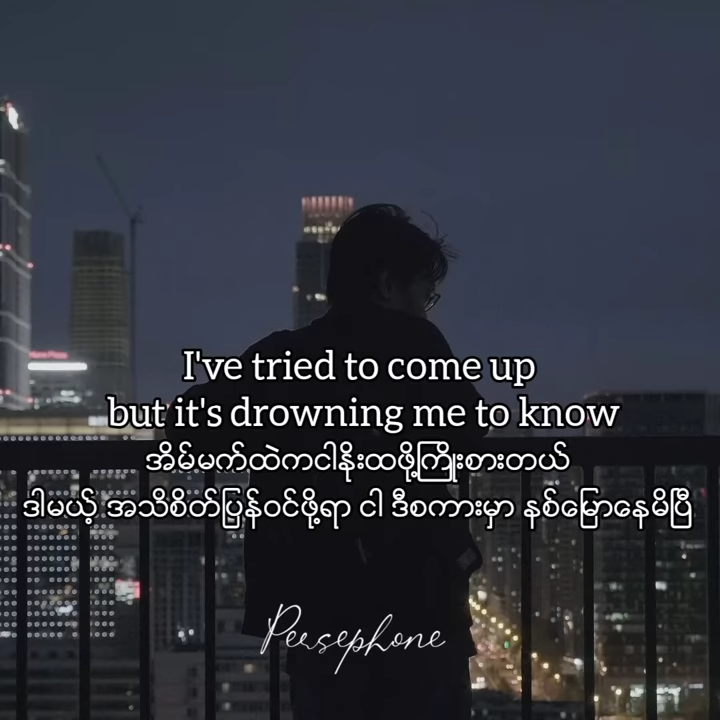 I've tried to come up
but it's drowning me to know
အိမ်မက်ထဲကငါနိုးထဖို့ကြိုးစားတယ်
ဒါမယ့် အသိစိတ်ပြန်ဝင်ဖို့ရာ ငါ ဒီစကားမှာ နစ်မြောနေမိပြီ
Persephone